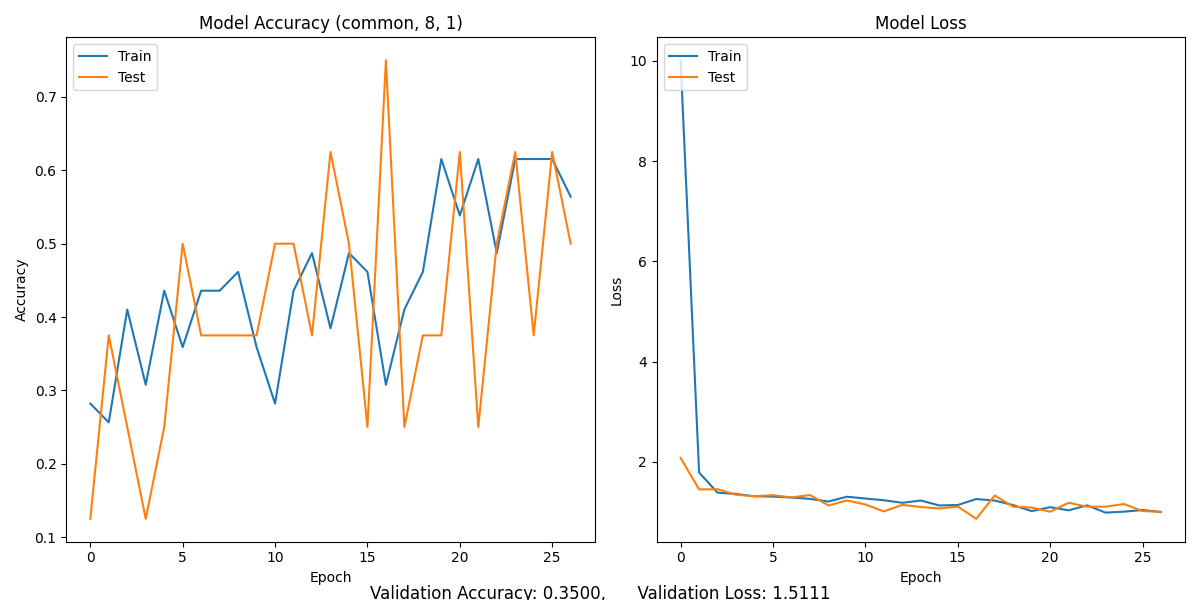 Model Accuracy (common, 8, 1)
Train
Test
0.7
0.6
0.5
0.4
0.3
0.2
0.1
Accuracy
0 5 10 15 20 25
Epoch
Model Loss
Train
Test
10
8
6
4
2
Loss
0 5 10 15 20 25
Epoch
Validation Accuracy: 0.3500, Validation Loss: 1.5111